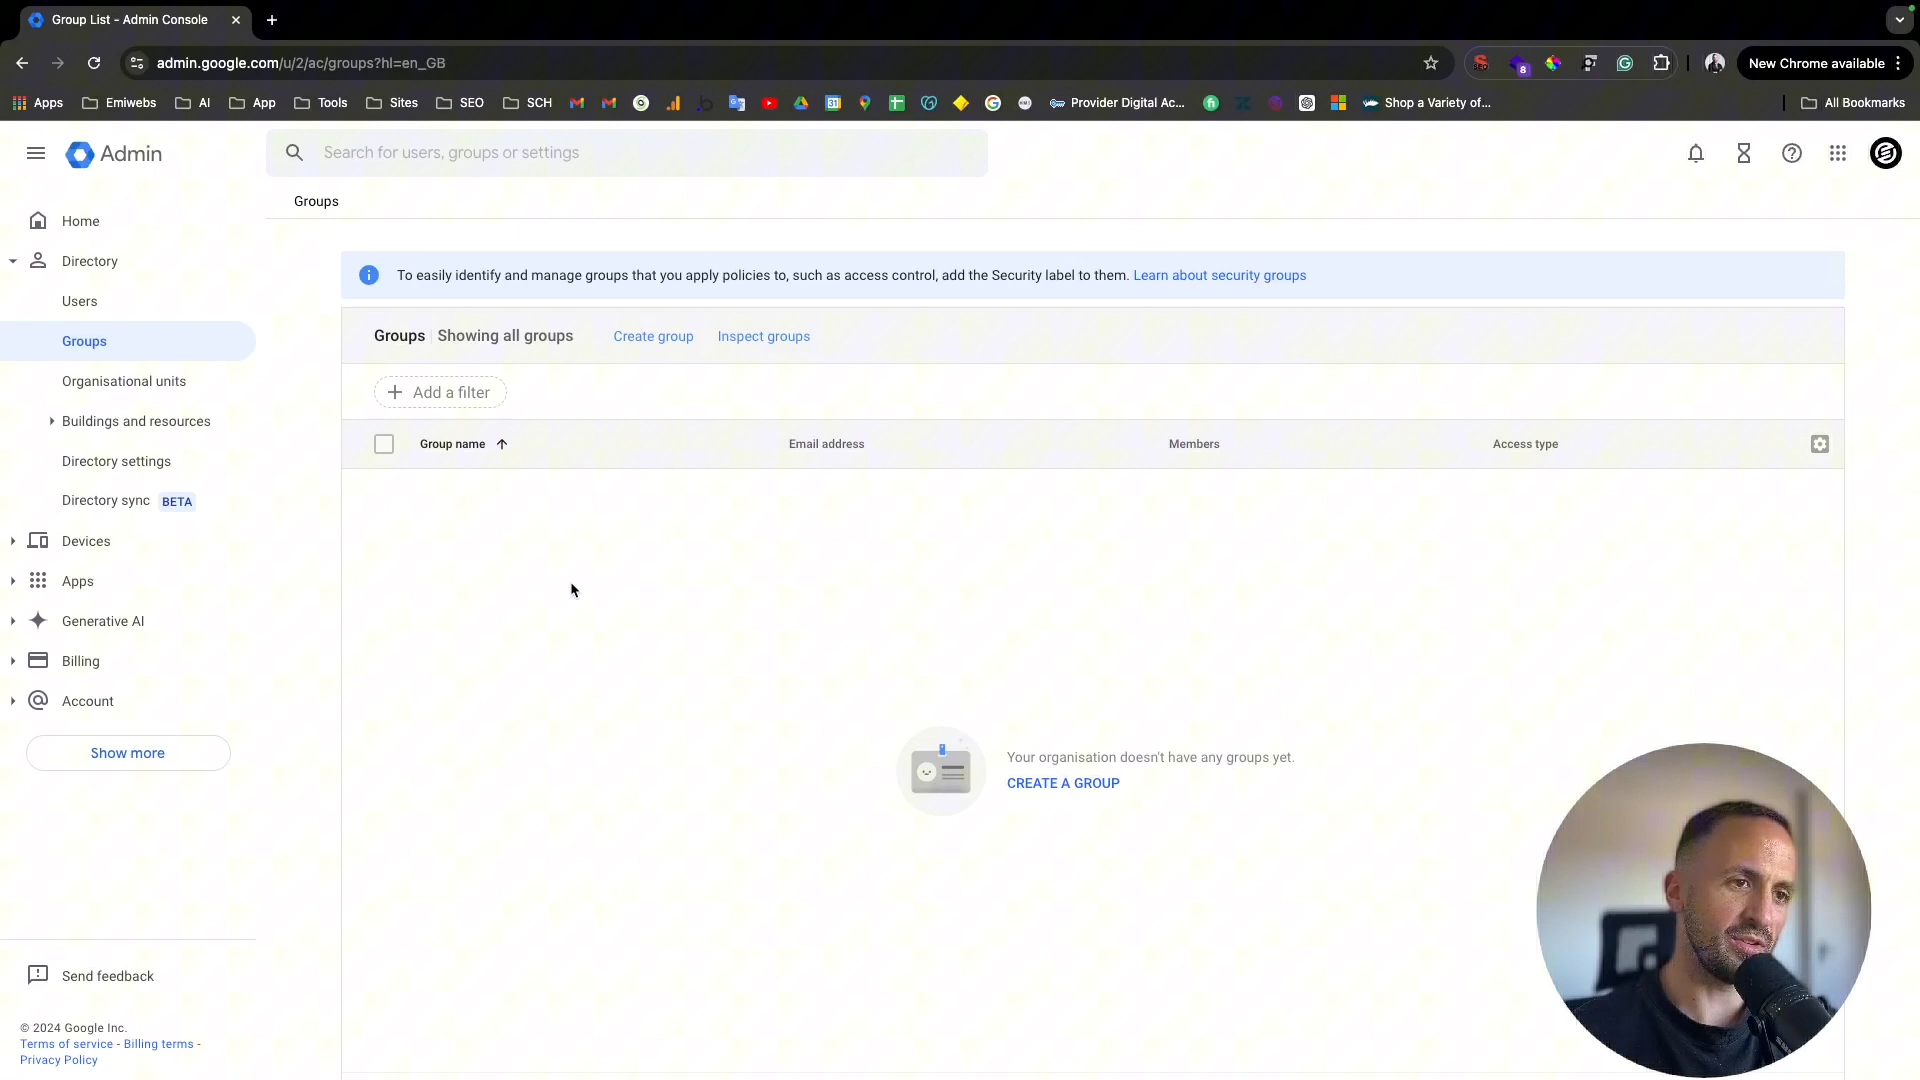 Group List - Admin Console
admin.google.com/u/2/ac/groups?hl=en_GB
8
New Chrome available
Apps
Emiwebs
AI
App
Tools
Sites
SEO
SCH
31
Provider Digital Ac...
Shop a Variety of...
All Bookmarks
Admin
Search for users, groups or settings
Groups
Home
Directory
Users
Groups
Organisational units
Buildings and resources
Directory settings
Directory sync BETA
Devices
Apps
Generative AI
Billing
Account
Show more
Send feedback
© 2024 Google Inc.
Terms of service - Billing terms -
Privacy Policy
To easily identify and manage groups that you apply policies to, such as access control, add the Security label to them. Learn about security groups
Groups | Showing all groups Create group Inspect groups
+ Add a filter
Group name Email address Members Access type
Your organisation doesn't have any groups yet.
CREATE A GROUP